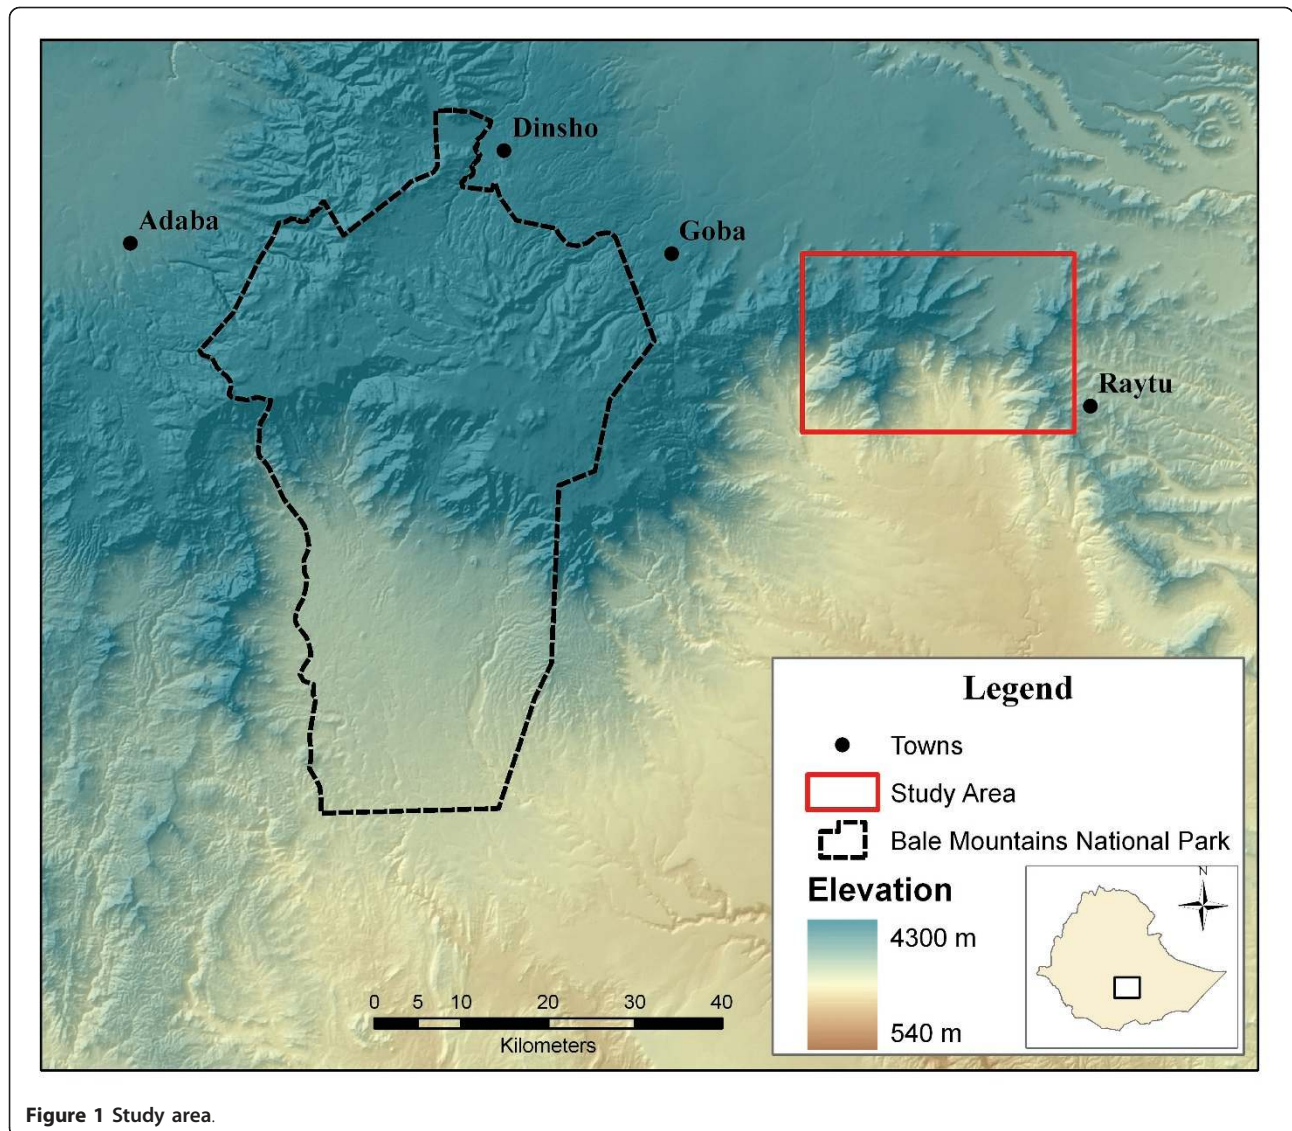 Dinsho
Adaba
Goba
Raytu
Legend
Towns
Study Area
Bale Mountains National Park
Elevation
4300 m
540 m
N
0 5 10 20 30 40
Kilometers
Figure 1 Study area.